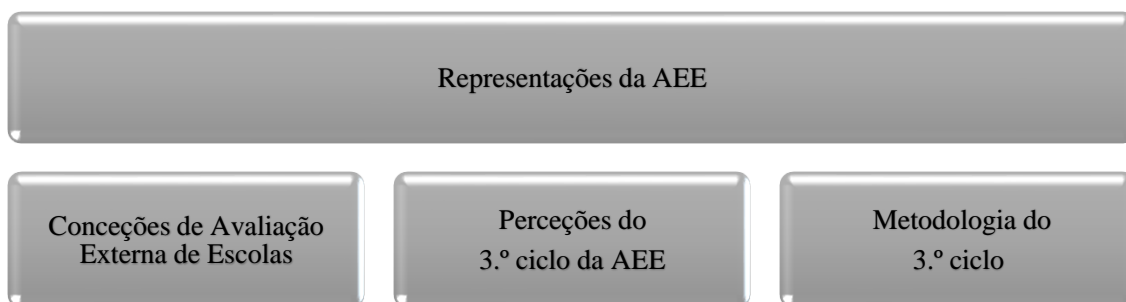 Representações da AEE
Conceções de Avaliação
Externa de Escolas
Perceções do
3.º ciclo da AEE
Metodologia do
3.º ciclo